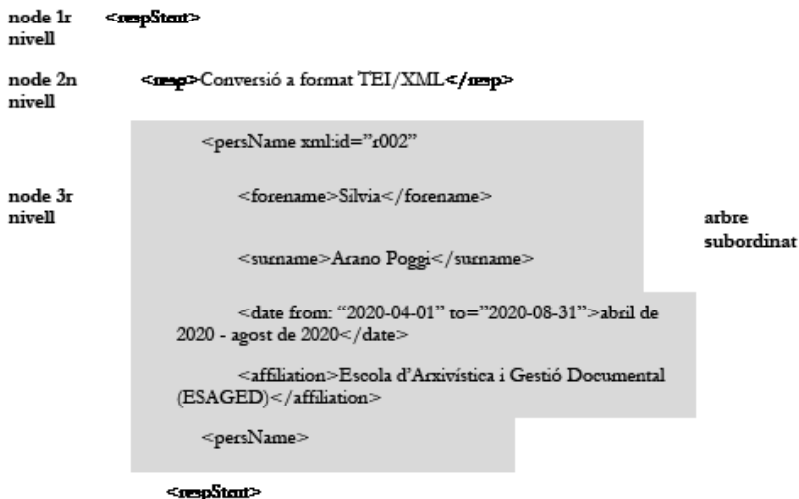 node 1r <respStmt>
nivell
node 2n <resp>Conversió a format TEI/XML</resp>
nivell
<persName xml:id=”r002”
node 3r <forename>Silvia</forename>
nivell
arbre
subordinat
<surname>Arano Poggi</surname>
<date from: “2020-04-01” to=”2020-08-31”>abril de
2020 - agost de 2020</date>
<affiliation>Escola d’Arxivística i Gestió Documental
(ESAGED)</affiliation>
<persName>
<respStmt>